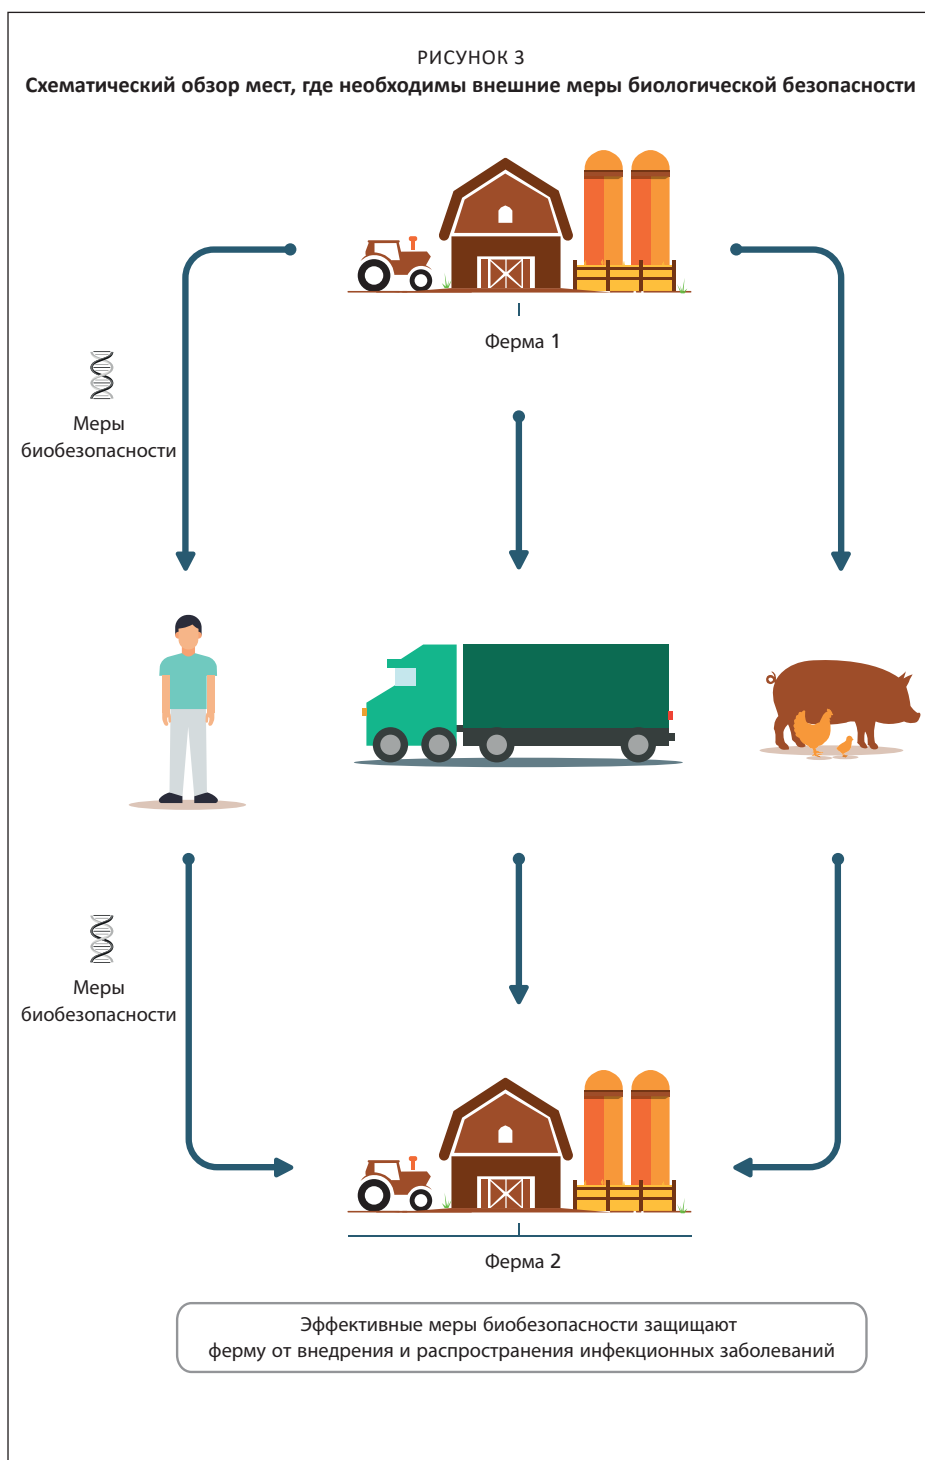 РИСУНОК 3
Схематический обзор мест, где необходимы внешние меры биологической безопасности
Ферма 1
Меры
биобезопасности
Меры
биобезопасности
Ферма 2
Эффективные меры биобезопасности защищают
ферму от внедрения и распространения инфекционных заболеваний